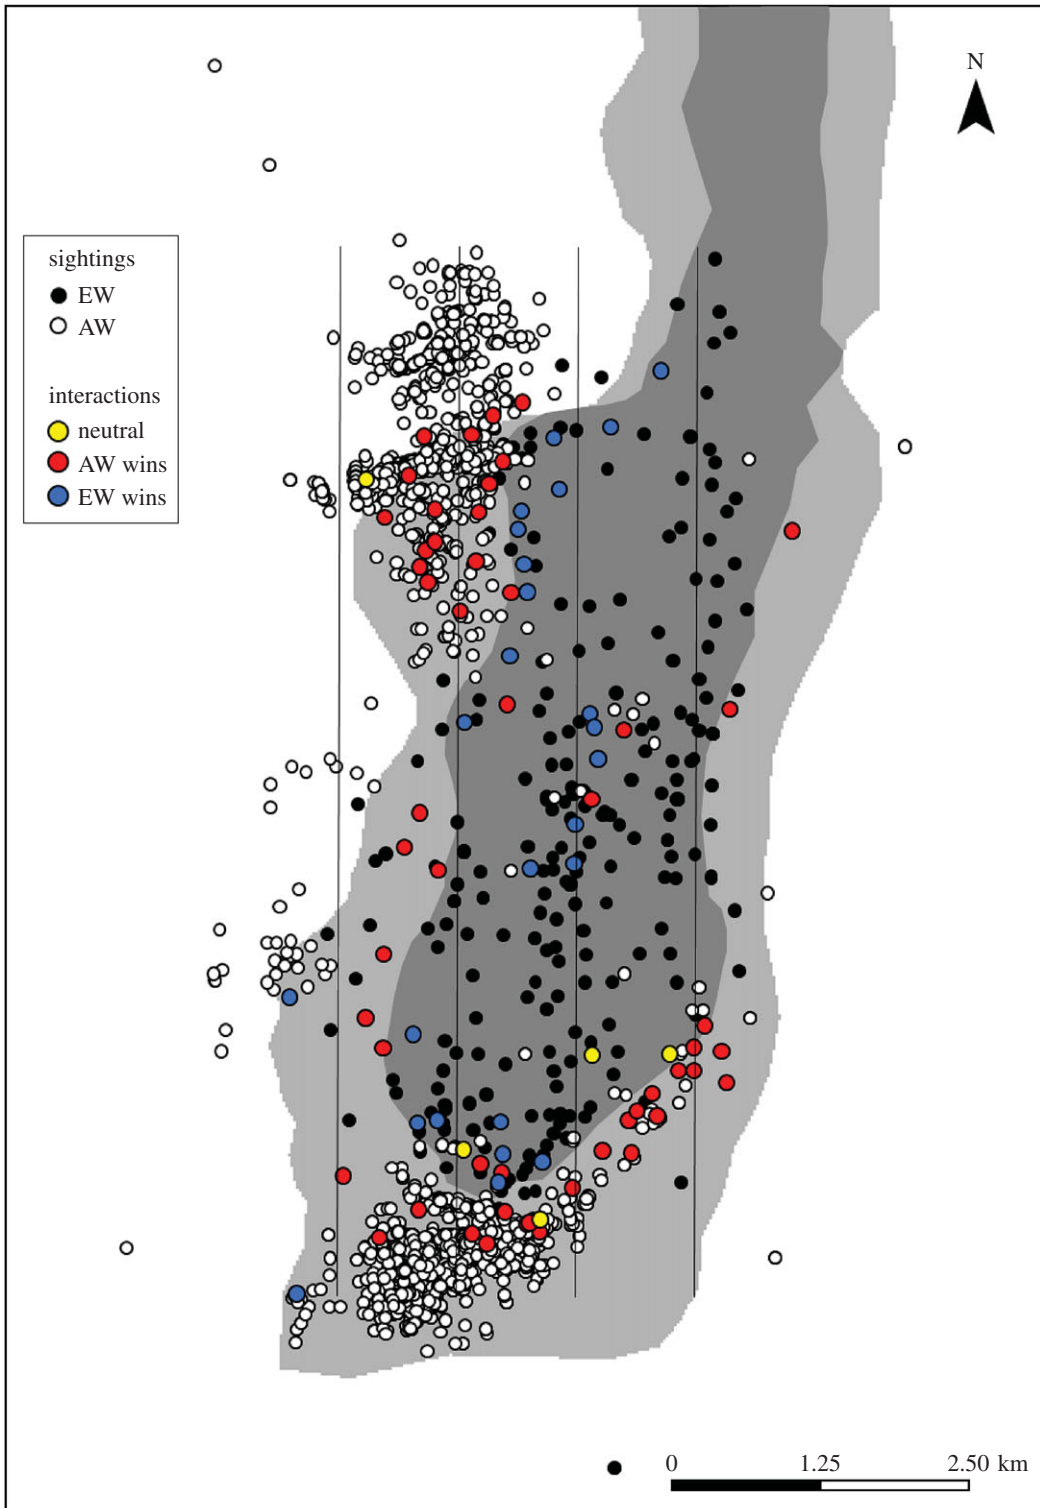 N
sightings
EW
AW
interactions
neutral
AW wins
EW wins
0 1.25 2.50 km